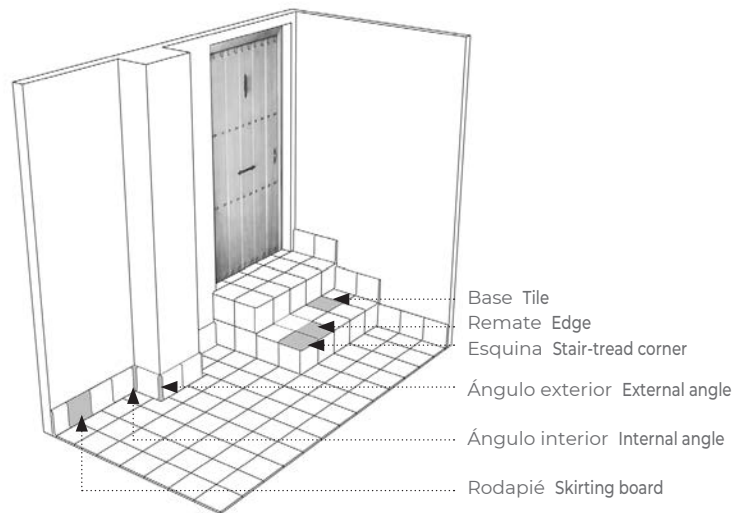 Base Tile
Remate Edge
Esquina Stair-tread corner
Ángulo exterior External angle
Ángulo interior Internal angle
Rodapié Skirting board